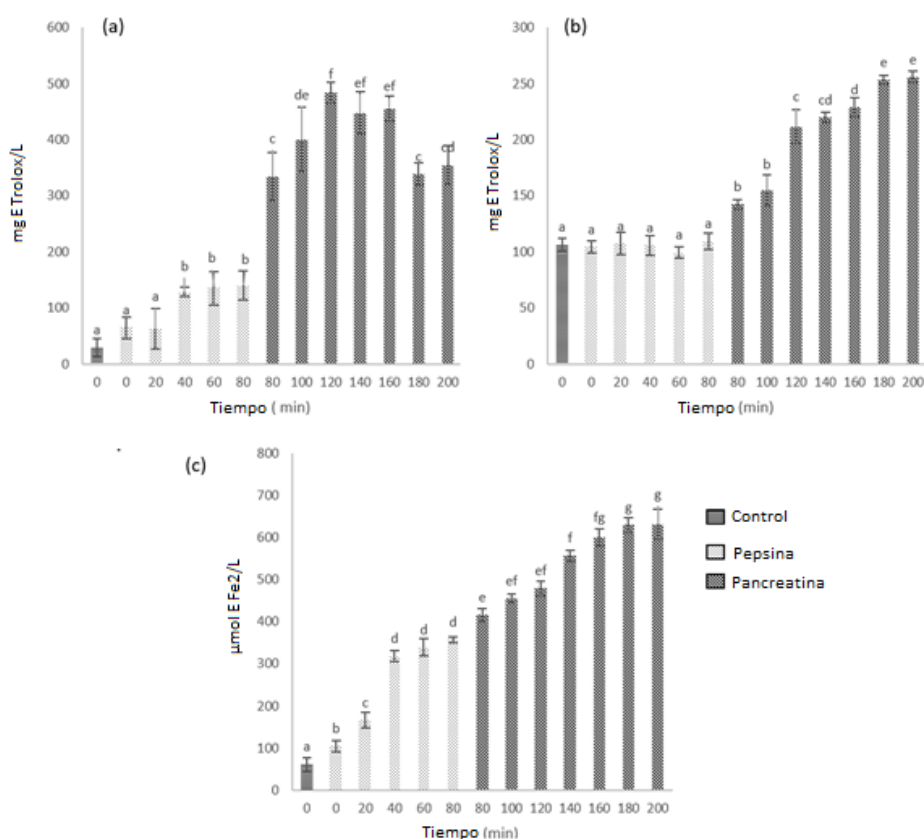 (a)
600
500
400
300
200
100
0
mg E Trolox/L
a a a b b b c de f ef ef c cd
0 0 20 40 60 80 80 100 120 140 160 180 200
Tiempo ( min)
(b)
300
250
200
150
100
50
0
mg E Trolox/L
a a a a a a b b c cd d e e
0 0 20 40 60 80 80 100 120 140 160 180 200
Tiempo (min)
(c)
800
700
600
500
400
300
200
100
0
µmol E Fe2/L
a b c d d d e ef ef f fg g g
0 0 20 40 60 80 80 100 120 140 160 180 200
Tiempo (min)
Control
Pepsina
Pancreatina